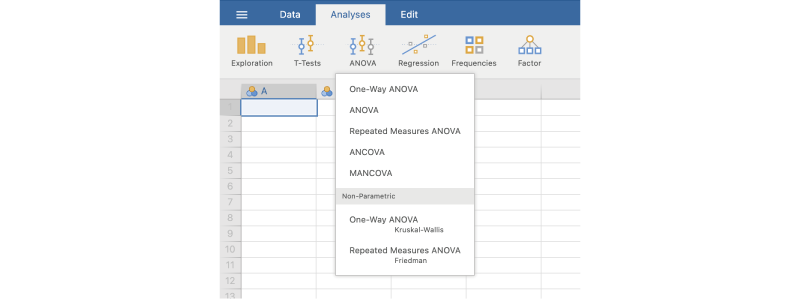 Data Analyses Edit
Exploration T-Tests ANOVA Regression Frequencies Factor
A
1
One-Way ANOVA
2
ANOVA
3
Repeated Measures ANOVA
4
ANCOVA
5
MANCOVA
6
Non-Parametric
7
8
One-Way ANOVA
Kruskal-Wallis
9
10
Repeated Measures ANOVA
Friedman
11
12
13